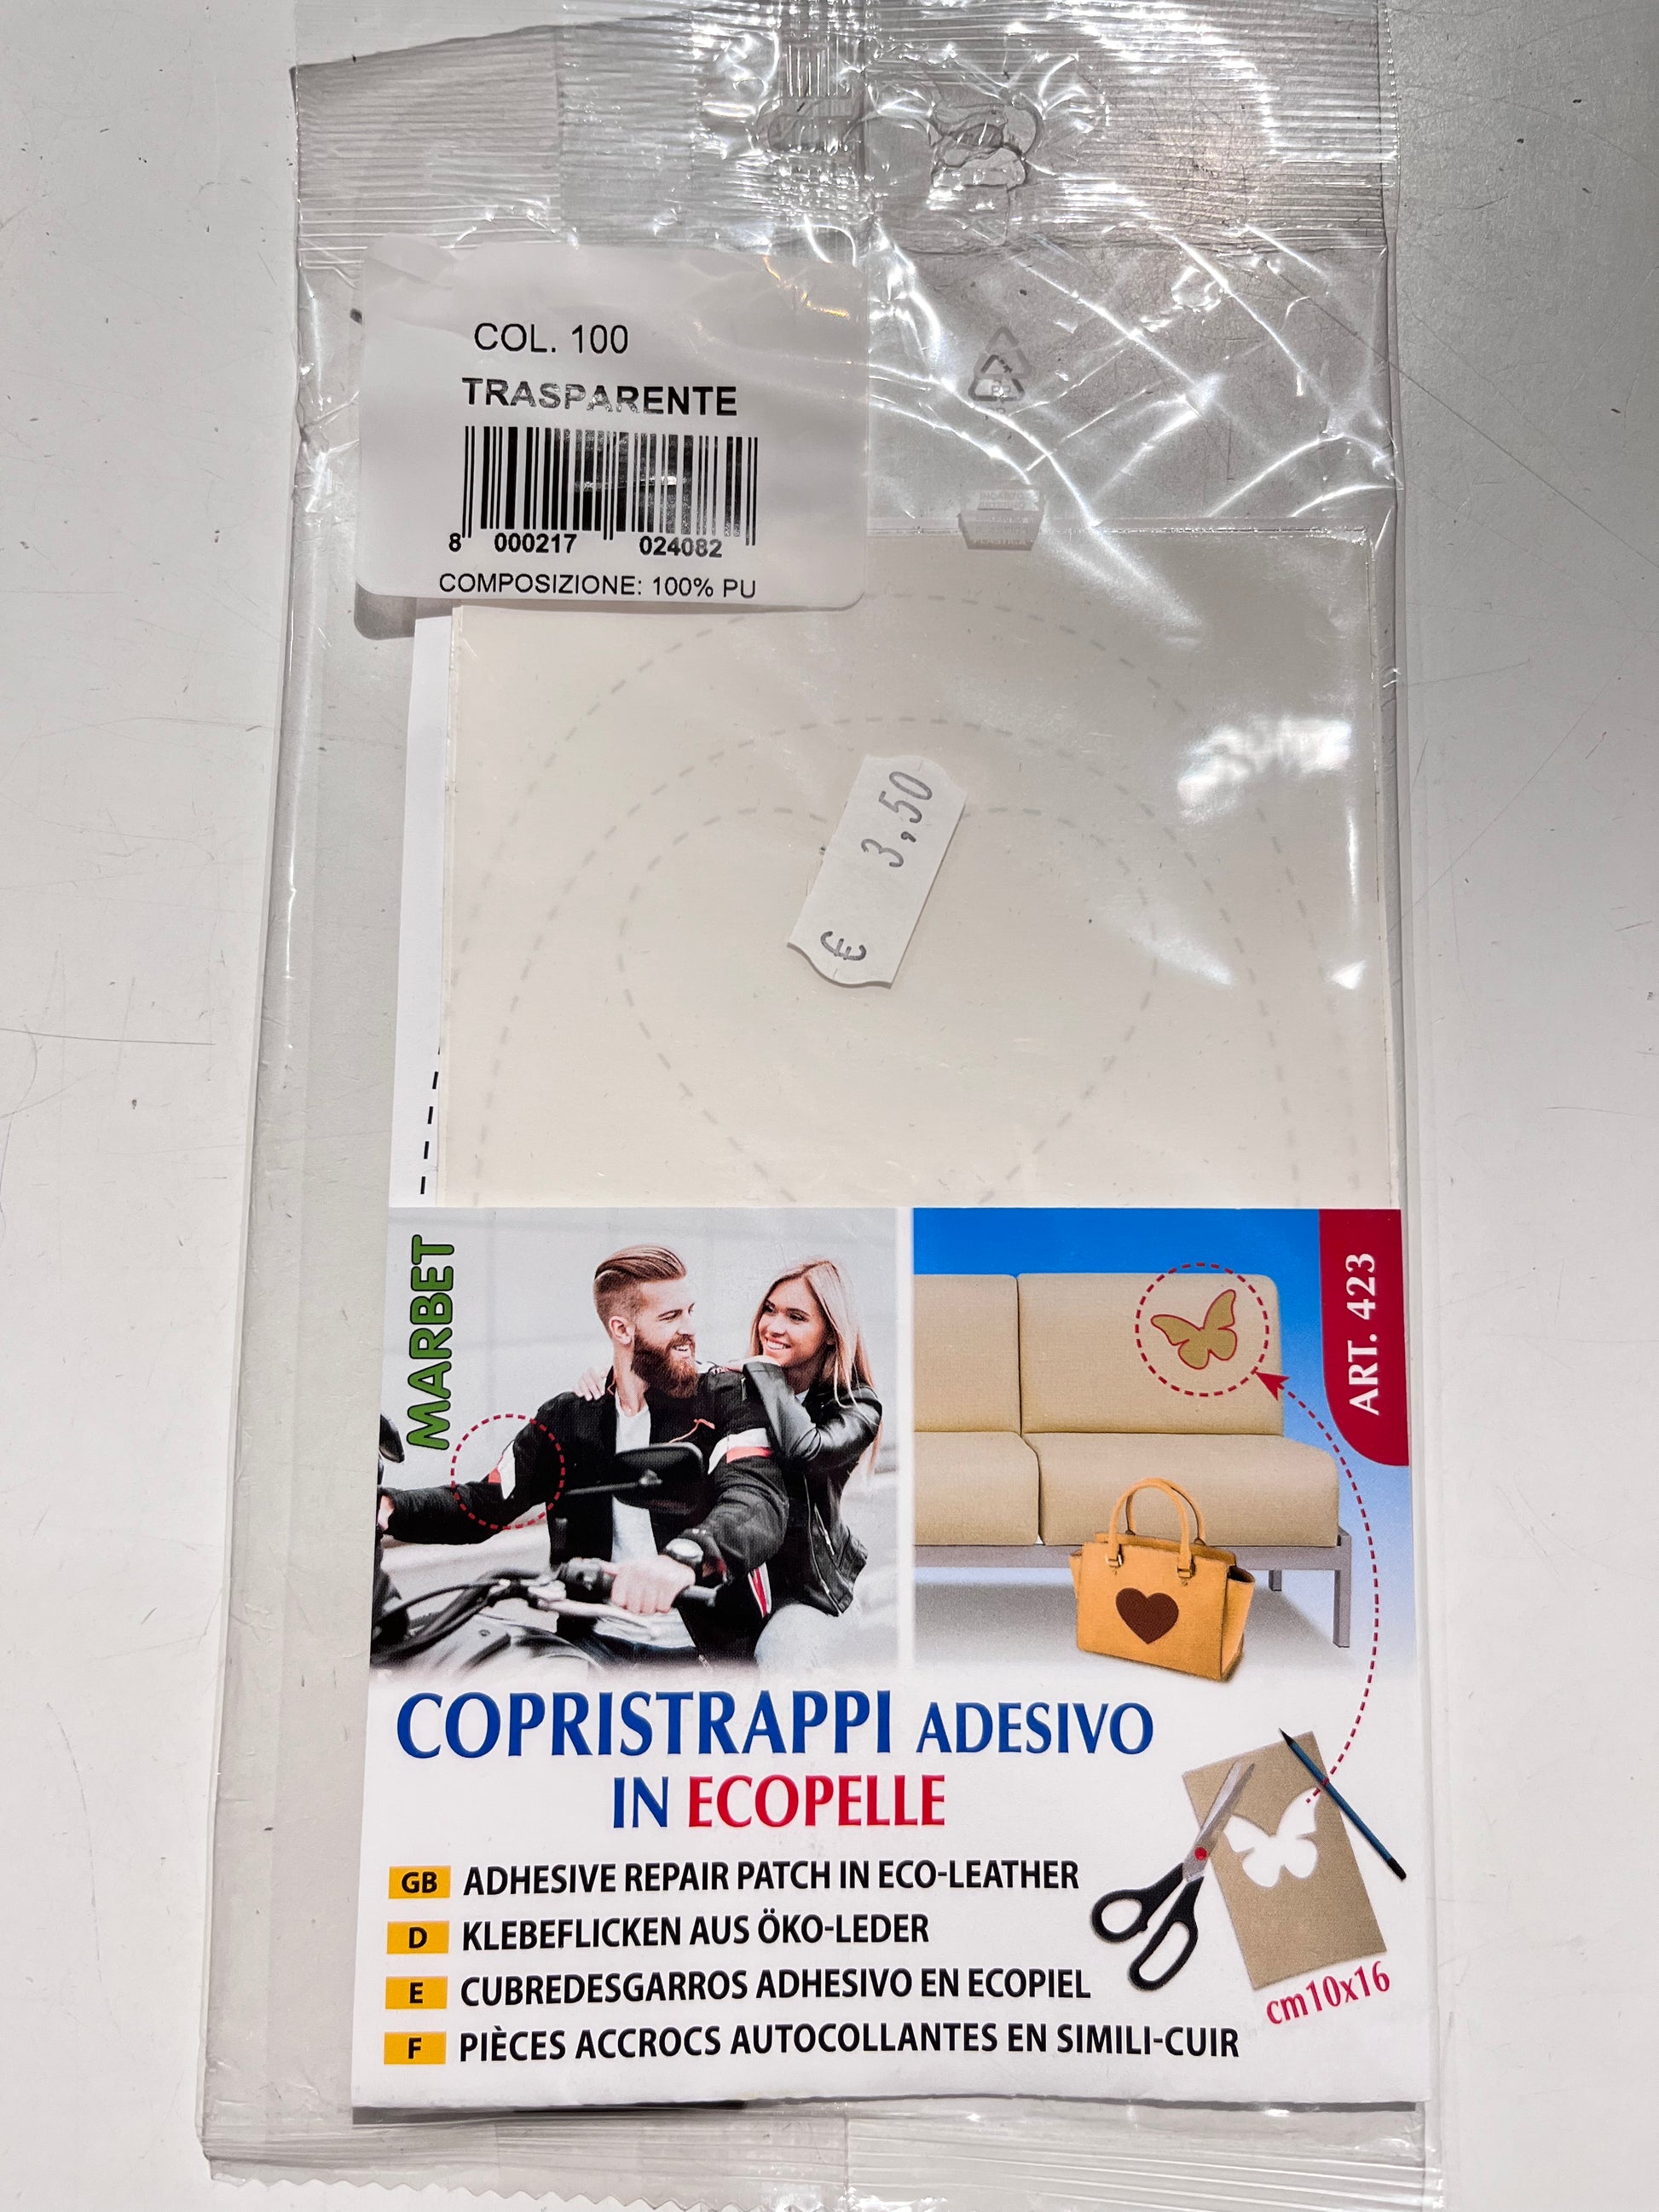 COL. 100
TRASPARENTE
8 000217 024082
COMPOSIZIONE: 100% PU
€ 3,50
MARBET
ART. 423
COPRISTRAPPI ADESIVO
IN ECOPELLE
GB ADHESIVE REPAIR PATCH IN ECO-LEATHER
D KLEBEFLICKEN AUS ÖKO-LEDER
E CUBREDESGARROS ADHESIVO EN ECOPIEL
F PIÈCES ACCROCS AUTOCOLLANTES EN SIMILI-CUIR
cm10x16